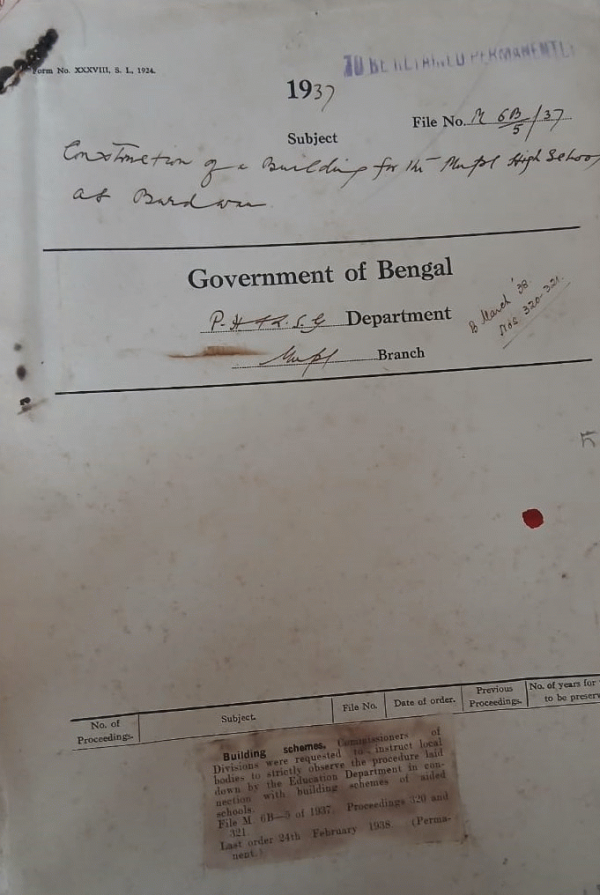 Form No. XXXVIII, S. I., 1924.
TO BE RETAINED PERMANENTLY
1937
File No. M 6B/5/37
Subject
Construction of a Building for the Mupl High School
at Burdwan
Government of Bengal
Department
Mupl Branch
B March '38
Nos. 320-321.
No. of Proceedings.
Subject.
File No.
Date of order.
Previous Proceedings.
No. of years for
to be preserv
Building schemes. Commissioners of
Divisions were requested to instruct local
bodies to strictly observe the procedure laid
down by the Education Department in con-
nection with building schemes of aided
schools.
File M. 6B—5 of 1937. Proceedings 320 and
321.
Last order 24th February 1938. (Perma-
nent.